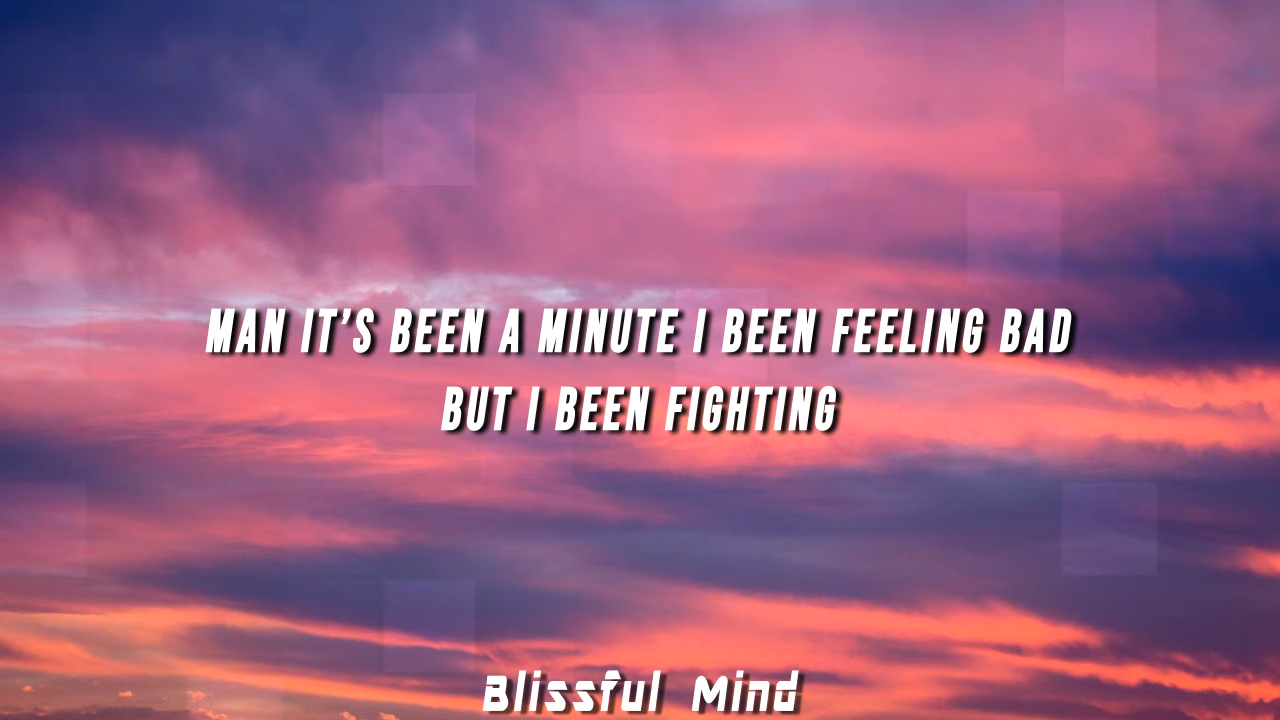 MAN IT’S BEEN A MINUTE I BEEN FEELING BAD
BUT I BEEN FIGHTING
Blissful Mind